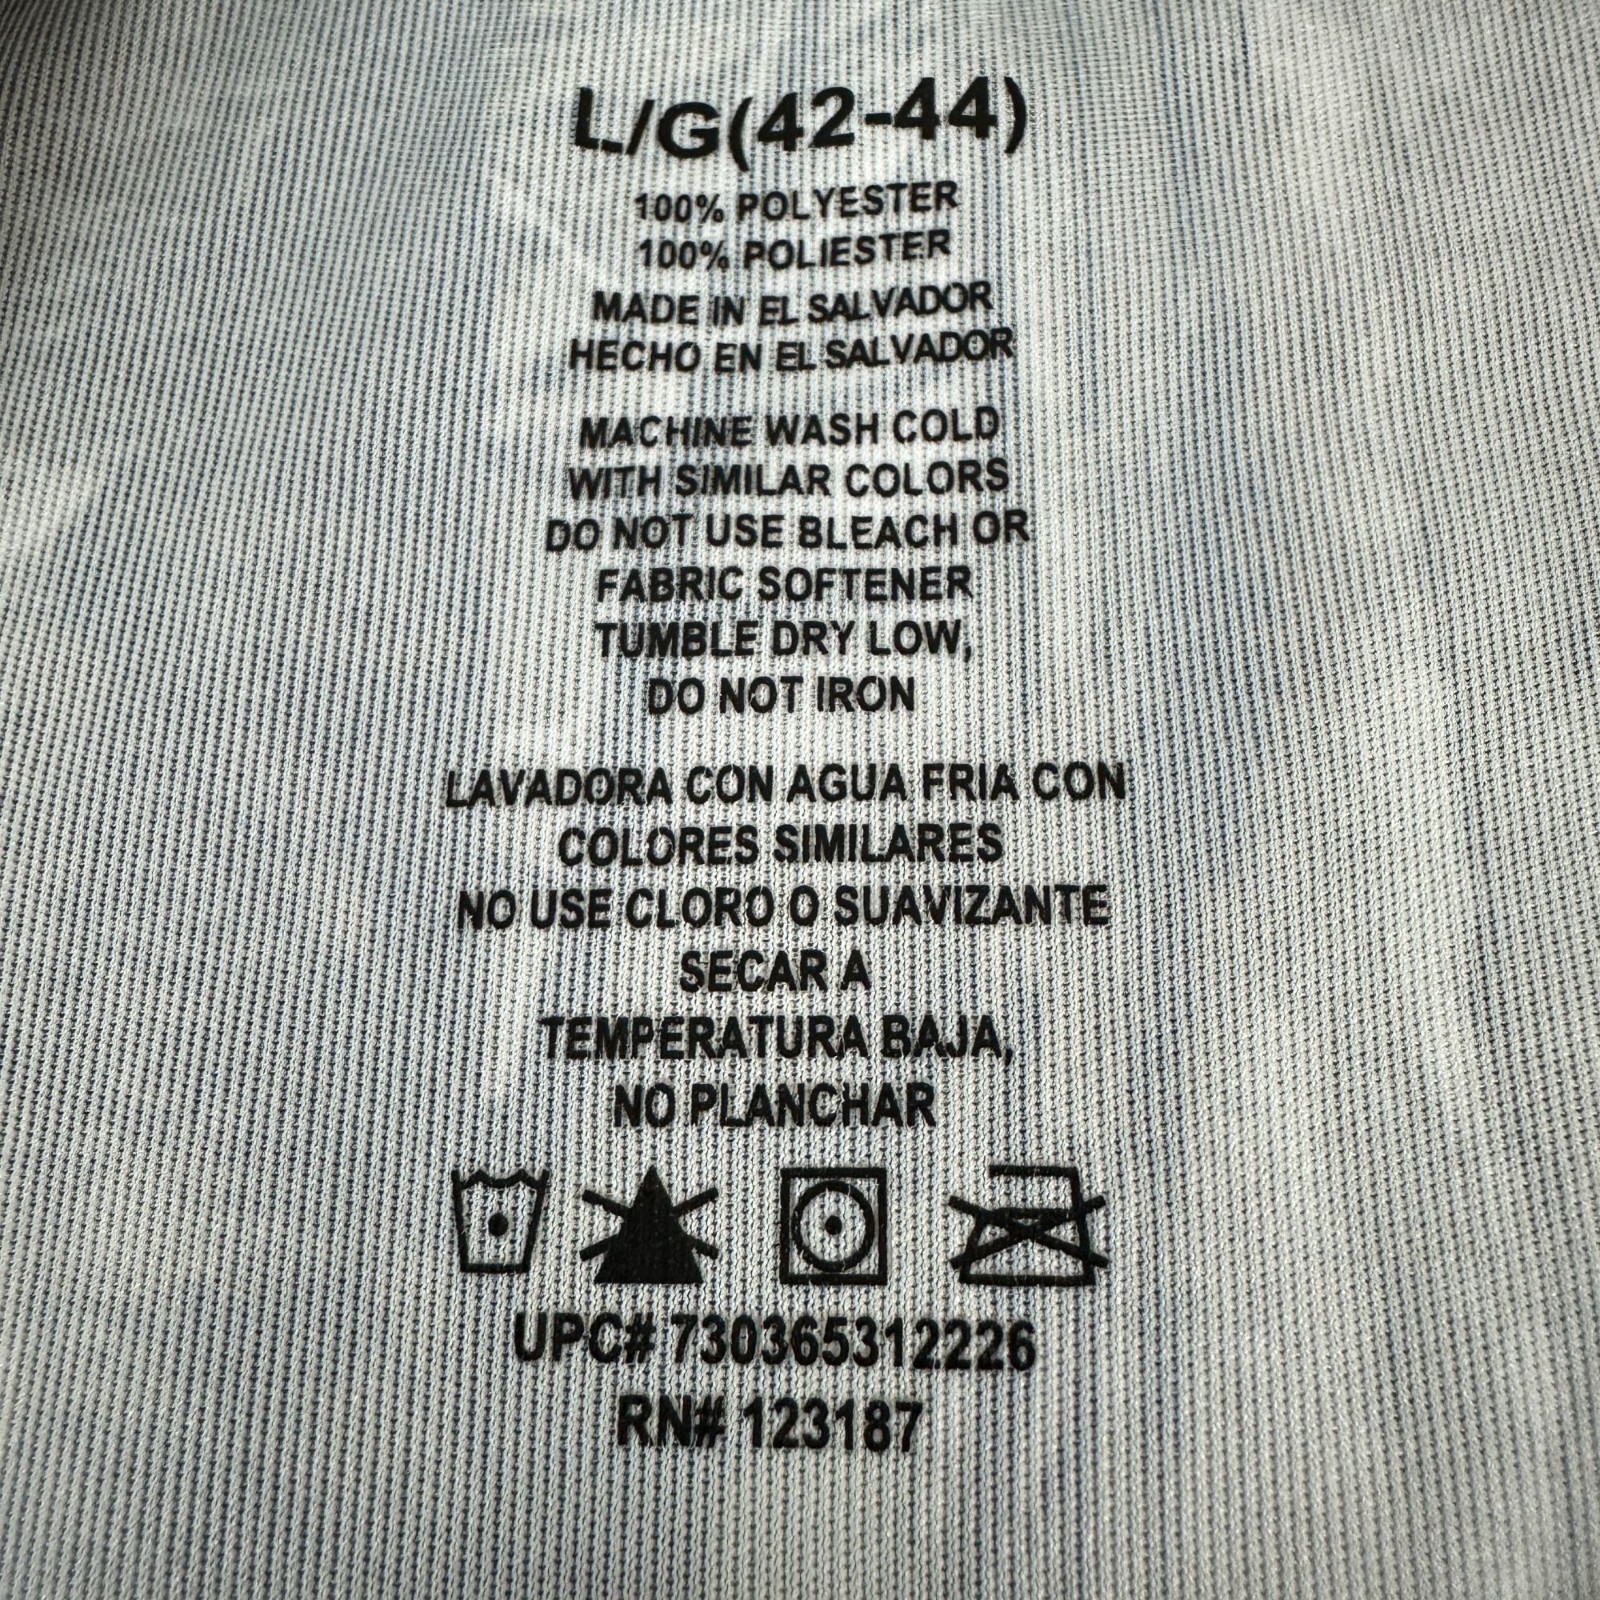 L/G(42-44)
100% POLYESTER
100% POLIESTER
MADE IN EL SALVADOR
HECHO EN EL SALVADOR
MACHINE WASH COLD
WITH SIMILAR COLORS
DO NOT USE BLEACH OR
FABRIC SOFTENER
TUMBLE DRY LOW,
DO NOT IRON
LAVADORA CON AGUA FRIA CON
COLORES SIMILARES
NO USE CLORO O SUAVIZANTE
SECAR A
TEMPERATURA BAJA,
NO PLANCHAR
UPC# 730365312226
RN# 123187